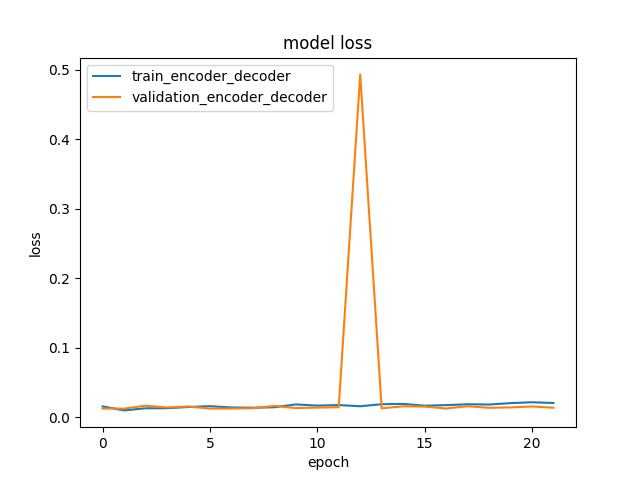 model loss
train_encoder_decoder
validation_encoder_decoder
0.5
0.4
0.3
0.2
0.1
0.0
loss
0 5 10 15 20
epoch